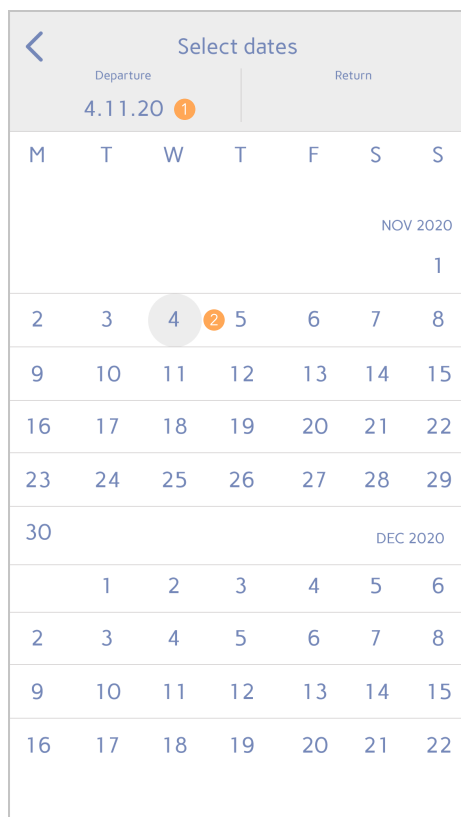 Select dates
Departure Return
4.11.20 1
M T W T F S S
NOV 2020
1
2 3 4 2 5 6 7 8
9 10 11 12 13 14 15
16 17 18 19 20 21 22
23 24 25 26 27 28 29
30 DEC 2020
1 2 3 4 5 6
2 3 4 5 6 7 8
9 10 11 12 13 14 15
16 17 18 19 20 21 22